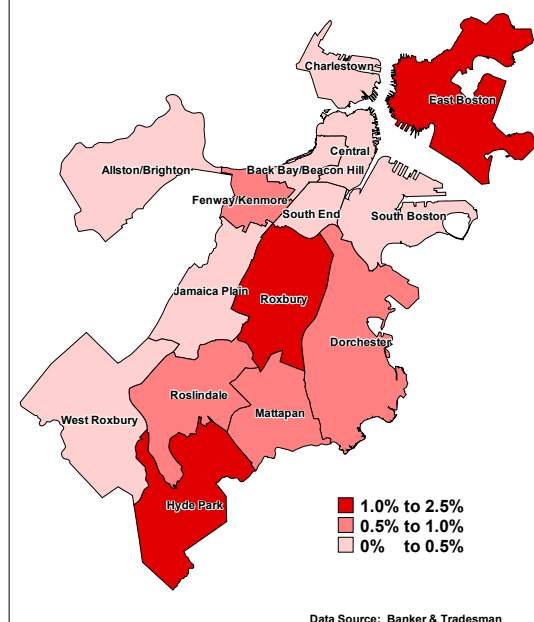 Charlestown
East Boston
Central
Allston/Brighton
Back Bay/Beacon Hill
Fenway/Kenmore
South End
South Boston
Jamaica Plain
Roxbury
Dorchester
Roslindale
West Roxbury
Mattapan
Hyde Park
1.0% to 2.5%
0.5% to 1.0%
0% to 0.5%
Data Source: Banker & Tradesman